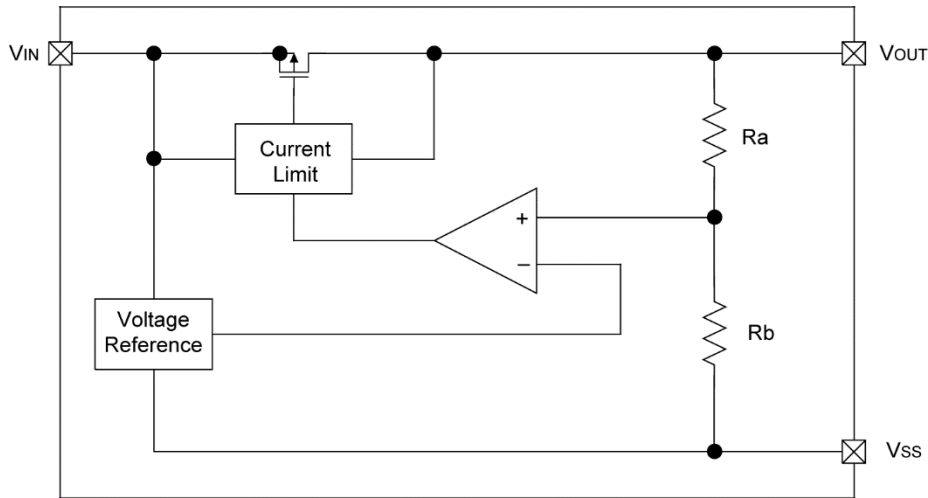 VIN
VOUT
Ra
Current
Limit
+
−
Voltage
Reference
Rb
VSS